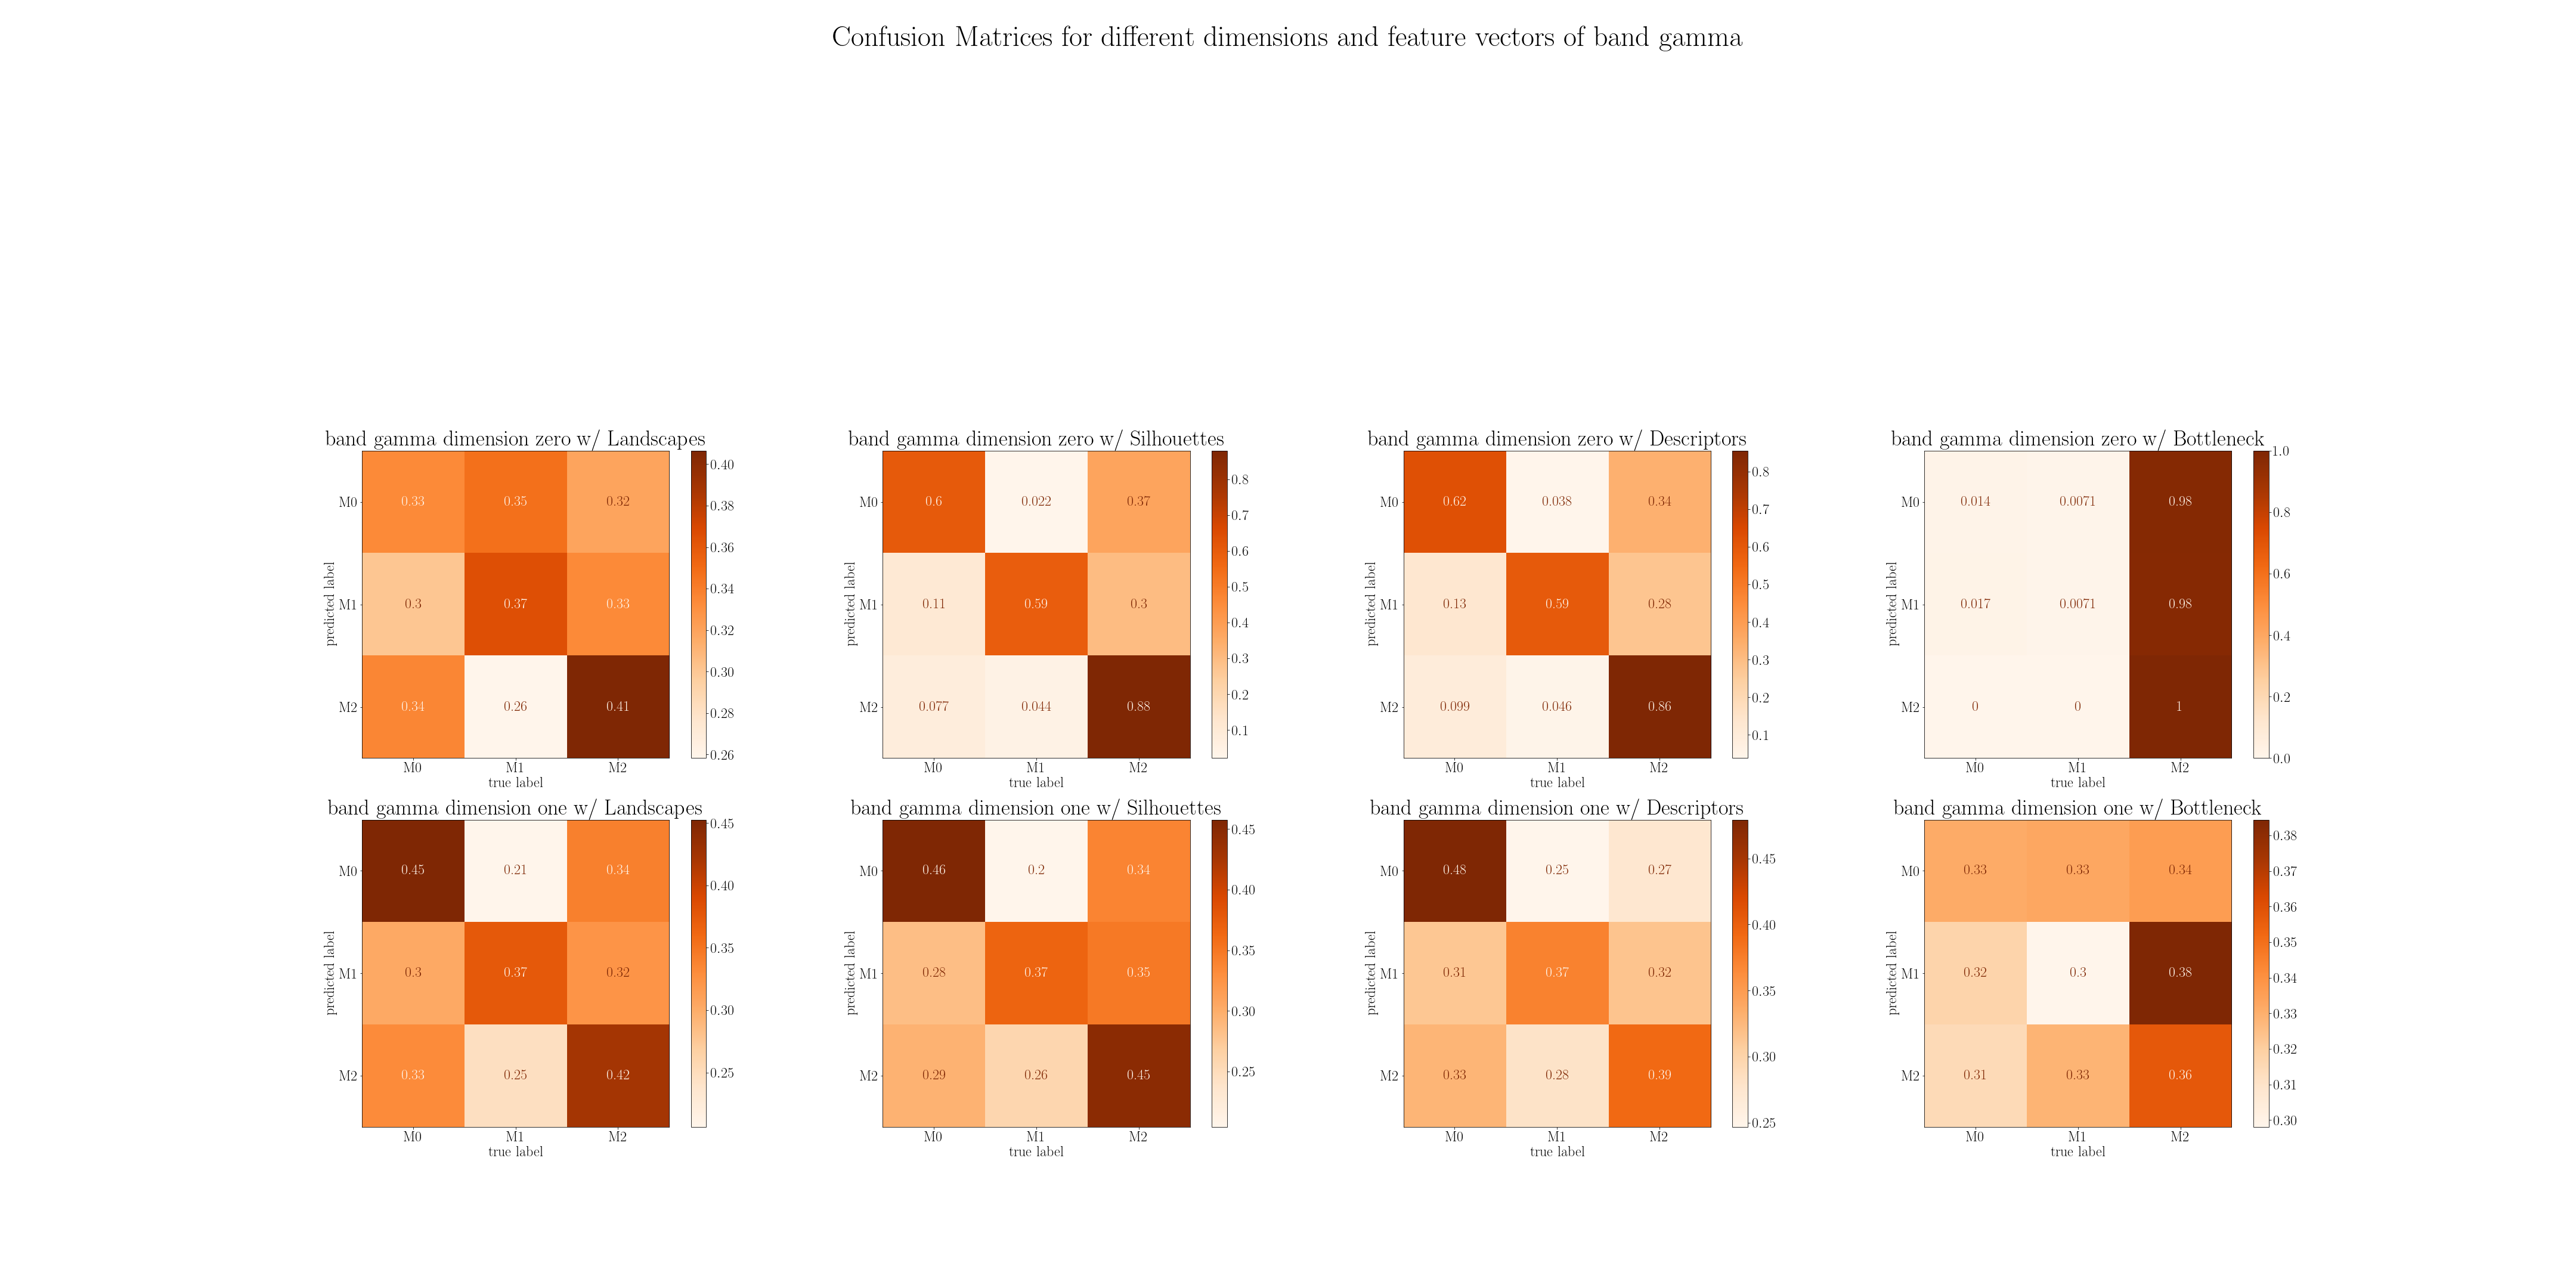 Confusion Matrices for different dimensions and feature vectors of band gamma
band gamma dimension zero w/ Landscapes
predicted label
M0 0.33 0.35 0.32
M1 0.3 0.37 0.33
M2 0.34 0.26 0.41
M0 M1 M2
true label
0.40
0.38
0.36
0.34
0.32
0.30
0.28
0.26
band gamma dimension zero w/ Silhouettes
predicted label
M0 0.6 0.022 0.37
M1 0.11 0.59 0.3
M2 0.077 0.044 0.88
M0 M1 M2
true label
0.8
0.7
0.6
0.5
0.4
0.3
0.2
0.1
band gamma dimension zero w/ Descriptors
predicted label
M0 0.62 0.038 0.34
M1 0.13 0.59 0.28
M2 0.099 0.046 0.86
M0 M1 M2
true label
0.8
0.7
0.6
0.5
0.4
0.3
0.2
0.1
band gamma dimension zero w/ Bottleneck
predicted label
M0 0.014 0.0071 0.98
M1 0.017 0.0071 0.98
M2 0 0 1
M0 M1 M2
true label
1.0
0.8
0.6
0.4
0.2
0.0
band gamma dimension one w/ Landscapes
predicted label
M0 0.45 0.21 0.34
M1 0.3 0.37 0.32
M2 0.33 0.25 0.42
M0 M1 M2
true label
0.45
0.40
0.35
0.30
0.25
band gamma dimension one w/ Silhouettes
predicted label
M0 0.46 0.2 0.34
M1 0.28 0.37 0.35
M2 0.29 0.26 0.45
M0 M1 M2
true label
0.45
0.40
0.35
0.30
0.25
band gamma dimension one w/ Descriptors
predicted label
M0 0.48 0.25 0.27
M1 0.31 0.37 0.32
M2 0.33 0.28 0.39
M0 M1 M2
true label
0.45
0.40
0.35
0.30
0.25
band gamma dimension one w/ Bottleneck
predicted label
M0 0.33 0.33 0.34
M1 0.32 0.3 0.38
M2 0.31 0.33 0.36
M0 M1 M2
true label
0.38
0.37
0.36
0.35
0.34
0.33
0.32
0.31
0.30